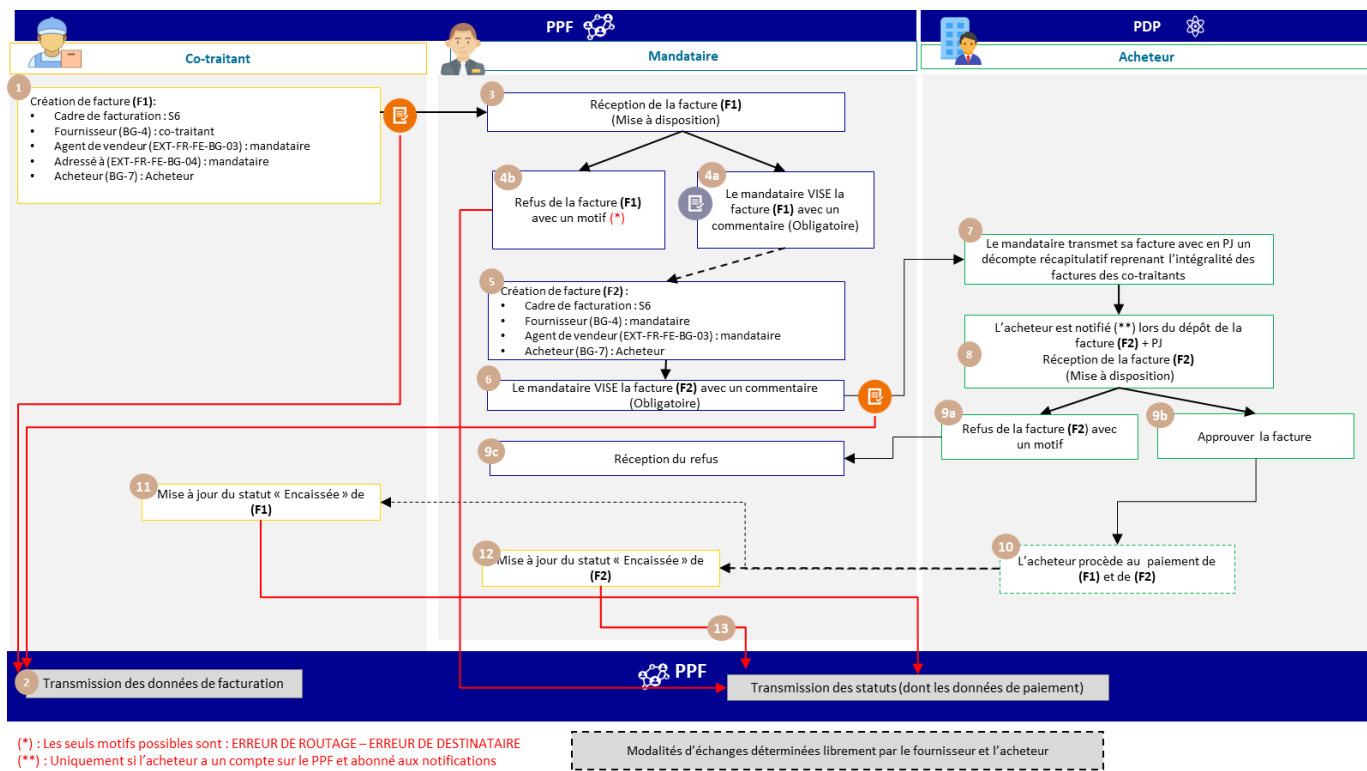 PPF
PDP
Co-traitant
Mandataire
Acheteur
1
Création de facture (F1):
• Cadre de facturation : S6
• Fournisseur (BG-4) : co-traitant
• Agent de vendeur (EXT-FR-FE-BG-03) : mandataire
• Adressé à (EXT-FR-FE-BG-04) : mandataire
• Acheteur (BG-7) : Acheteur
3
Réception de la facture (F1)
(Mise à disposition)
4b
Refus de la facture (F1)
avec un motif (*)
4a
Le mandataire VISE la
facture (F1) avec un
commentaire (Obligatoire)
5
Création de facture (F2) :
• Cadre de facturation : S6
• Fournisseur (BG-4) : mandataire
• Agent de vendeur (EXT-FR-FE-BG-03) : mandataire
• Acheteur (BG-7) : Acheteur
6
Le mandataire VISE la facture (F2) avec un commentaire
(Obligatoire)
7
Le mandataire transmet sa facture avec en PJ un
décompte récapitulatif reprenant l'intégralité des
factures des co-traitants
8
L'acheteur est notifié (**) lors du dépôt de la
facture (F2) + PJ
Réception de la facture (F2)
(Mise à disposition)
9a
Refus de la facture (F2) avec
un motif
9b
Approuver la facture
9c
Réception du refus
11
Mise à jour du statut « Encaissée » de
(F1)
12
Mise à jour du statut « Encaissée » de
(F2)
10
L'acheteur procède au paiement de
(F1) et de (F2)
13
PPF
2
Transmission des données de facturation
Transmission des statuts (dont les données de paiement)
(*) : Les seuls motifs possibles sont : ERREUR DE ROUTAGE – ERREUR DE DESTINATAIRE
(**) : Uniquement si l'acheteur a un compte sur le PPF et abonné aux notifications
Modalités d'échanges déterminées librement par le fournisseur et l'acheteur